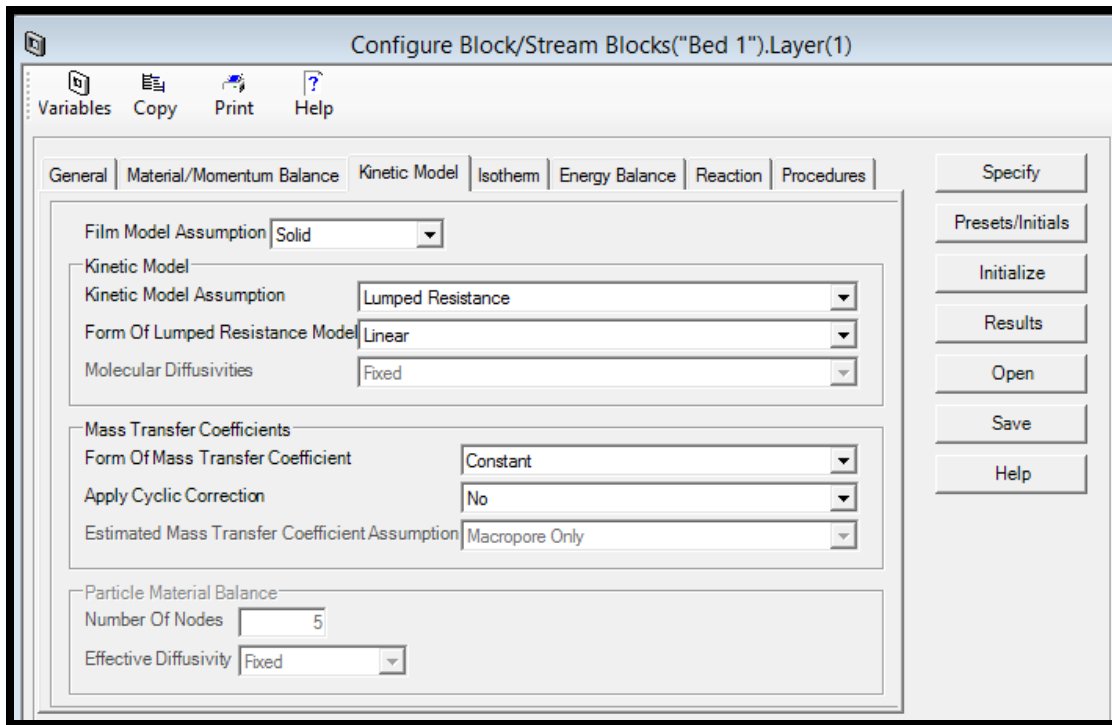 Configure Block/Stream Blocks("Bed 1").Layer(1)
Variables Copy Print Help
General Material/Momentum Balance Kinetic Model Isotherm Energy Balance Reaction Procedures
Specify
Presets/Initials
Initialize
Results
Open
Save
Help
Film Model Assumption Solid
Kinetic Model
Kinetic Model Assumption Lumped Resistance
Form Of Lumped Resistance Model Linear
Molecular Diffusivities Fixed
Mass Transfer Coefficients
Form Of Mass Transfer Coefficient Constant
Apply Cyclic Correction No
Estimated Mass Transfer Coefficient Assumption Macropore Only
Particle Material Balance
Number Of Nodes 5
Effective Diffusivity Fixed